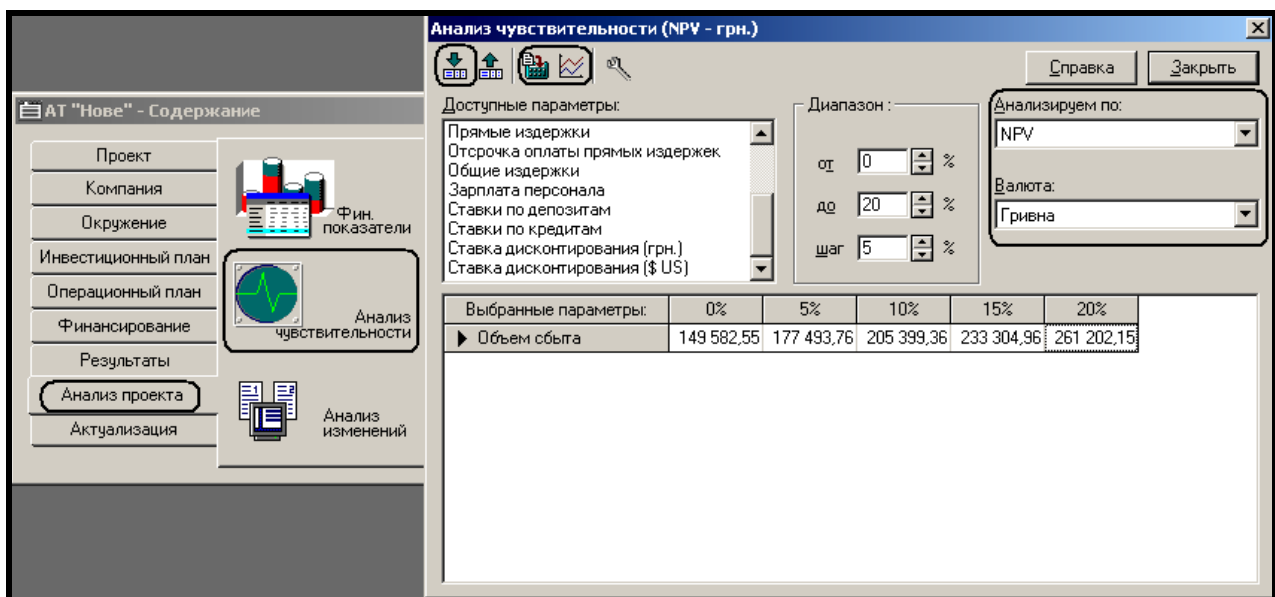 Анализ чувствительности (NPV - грн.)
Справка
Закрыть
АТ "Нове" - Содержание
Проект
Компания
Окружение
Инвестиционный план
Операционный план
Финансирование
Результаты
Анализ проекта
Актуализация
Фин.
показатели
Анализ
чувствительности
Анализ
изменений
Доступные параметры:
Прямые издержки
Отсрочка оплаты прямых издержек
Общие издержки
Зарплата персонала
Ставки по депозитам
Ставки по кредитам
Ставка дисконтирования (грн.)
Ставка дисконтирования ($ US)
Диапазон :
от 0 %
до 20 %
шаг 5 %
Анализируем по:
NPV
Валюта:
Гривна
Выбранные параметры: 0% 5% 10% 15% 20%
Объем сбыта 149 582,55 177 493,76 205 399,36 233 304,96 261 202,15